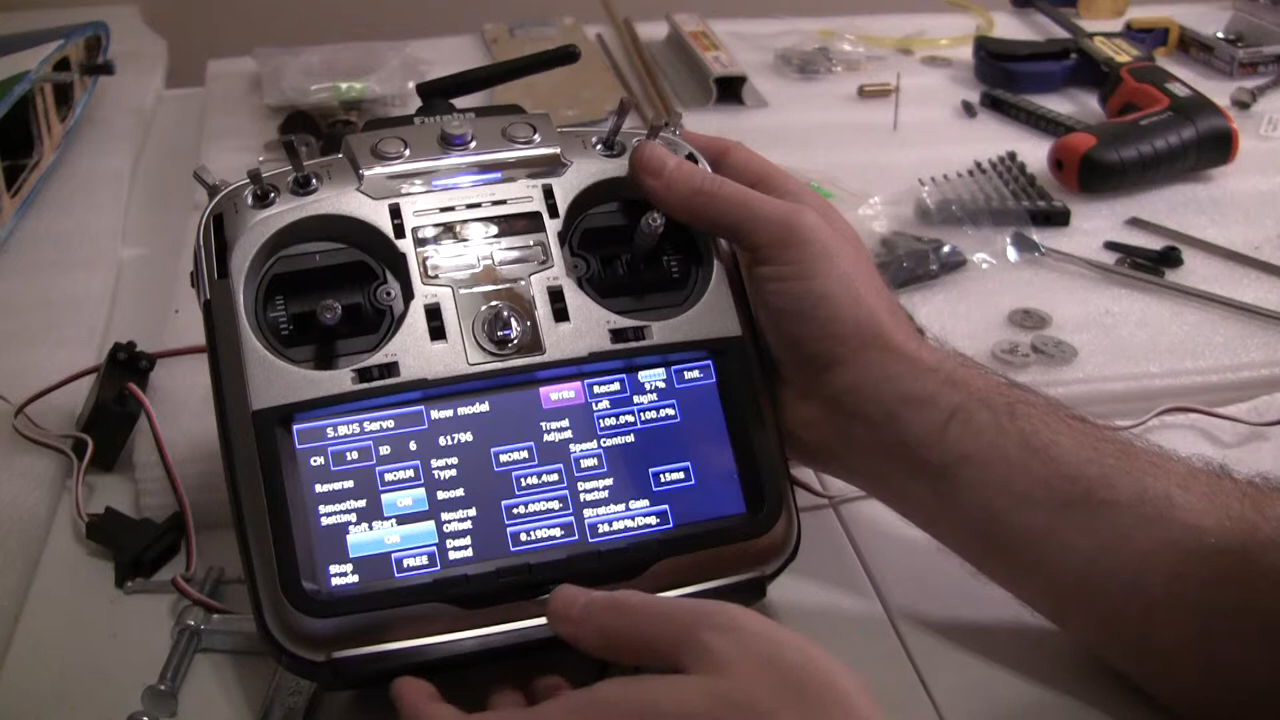 Futaba
S.BUS Servo New model Write Recall 97% Init.
CH 10 ID 6 61796
Travel Adjust Left Right
100.0% 100.0%
Reverse NORM
Servo Type NORM
Speed Control
INH
Smoother Setting ON
Boost 146.4us
Damper Factor 15ms
Soft Start
ON
Neutral Offset +0.00Deg.
Stretcher Gain
26.86%/Deg.
Stop Mode FREE
Dead Band 0.19Deg.